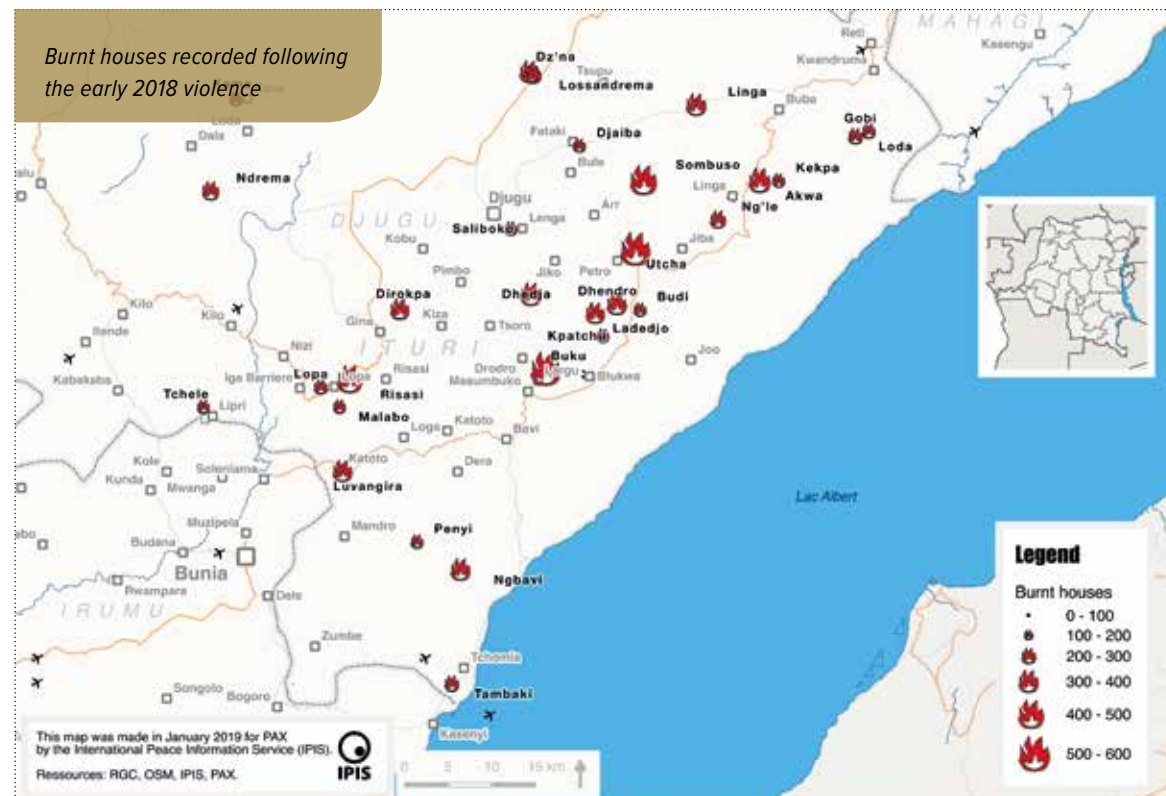 Burnt houses recorded following
the early 2018 violence
MAHAGI
Reti
Kasengu
Kwandruma
Dz'na
Tsupu
Lossandrema
Linga
Buba
Loda
Dala
Fataki
Djaiba
Gobi
Loda
Bule
Ndrema
Sombuso
Kekpa
Linga
Akwa
Djugu
DJUGU
Arr
Ng'le
Saliboko
Lenga
Kobu
Jiba
Utcha
Pimbo
Jiko
Petro
Dirokpa
Dhedja
Dhendro
Budi
Kilo
Kilo
Itende
Gina
Kiza
Tsoro
Ladedjo
Kpatchu
ITURI
Nizi
Joo
Buku
Drodro
Largu
Blukwa
Kabakaba
Iga Barriere
Lopa
Lopa
Risasi
Masumbuko
Risasi
Tchele
Lipri
Malabo
Loga
Katoto
Bavi
Kole
Soleniama
Katoto
Dera
Kunda
Mwanga
Luvangira
Lac Albert
Muzipela
Mandro
Penyi
Budana
Bunia
Ngbavi
Rwampara
Dele
IRUMU
Zumbe
Tchomia
Songolo
Bogoro
Tambaki
Kasenyi
Legend
Burnt houses
0 - 100
100 - 200
200 - 300
300 - 400
400 - 500
500 - 600
This map was made in January 2019 for PAX
by the International Peace Information Service (IPIS).
Ressources: RGC, OSM, IPIS, PAX.
IPIS
0 5 10 15 km